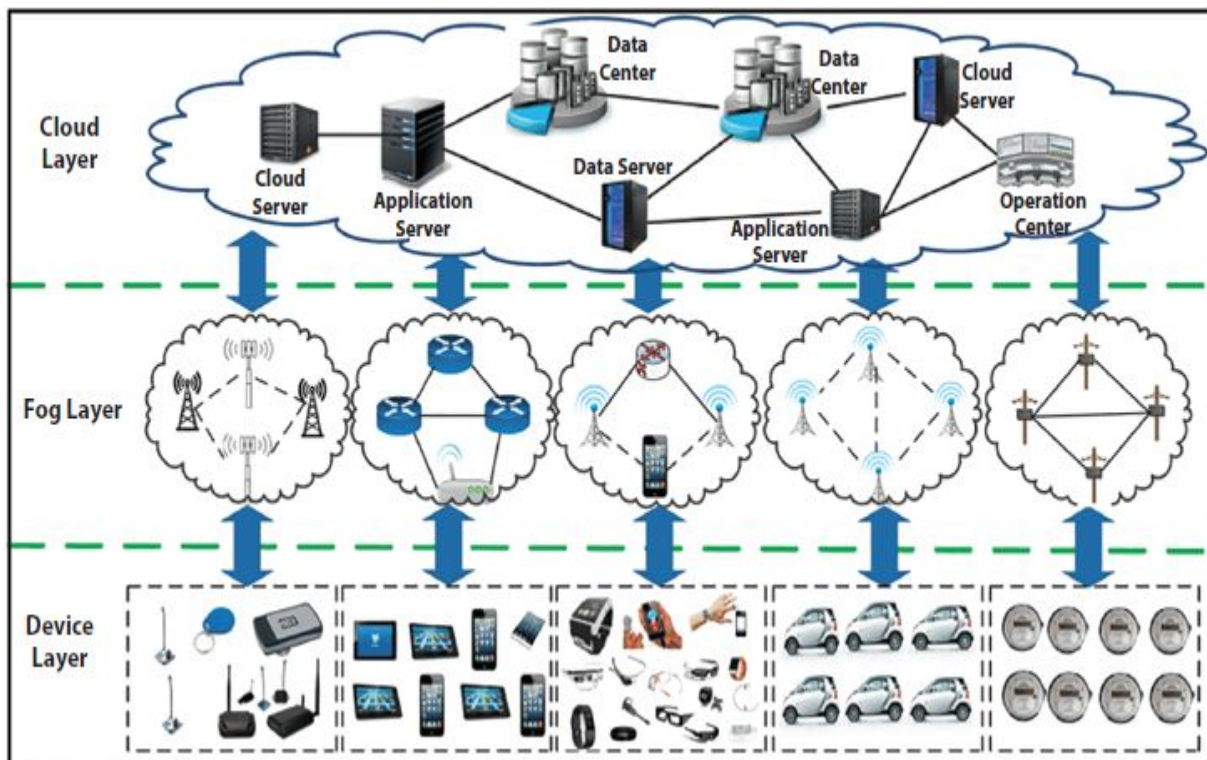 Data
Center
Data
Center
Cloud
Server
Cloud
Layer
Cloud
Server
Application
Server
Data Server
Application
Server
Operation
Center
Fog Layer
Device
Layer